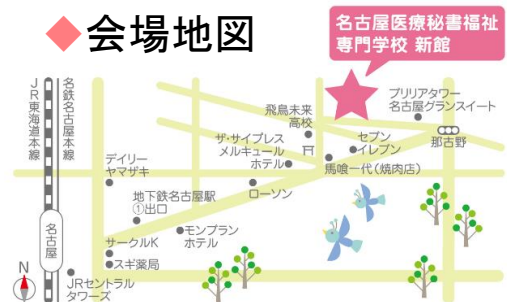 ◆会場地図
名古屋医療秘書福祉
専門学校 新館
JR東海道本線
名鉄名古屋本線
飛鳥未来
高校
ブリリアタワー
名古屋グランスイート
ザ・サイプレス
メルキュール
ホテル
セブン
イレブン
那古野
デイリー
ヤマザキ
馬喰一代(焼肉店)
ローソン
地下鉄名古屋駅
①出口
名古屋
モンブラン
ホテル
サークルK
スギ薬局
N
JRセントラル
タワーズ